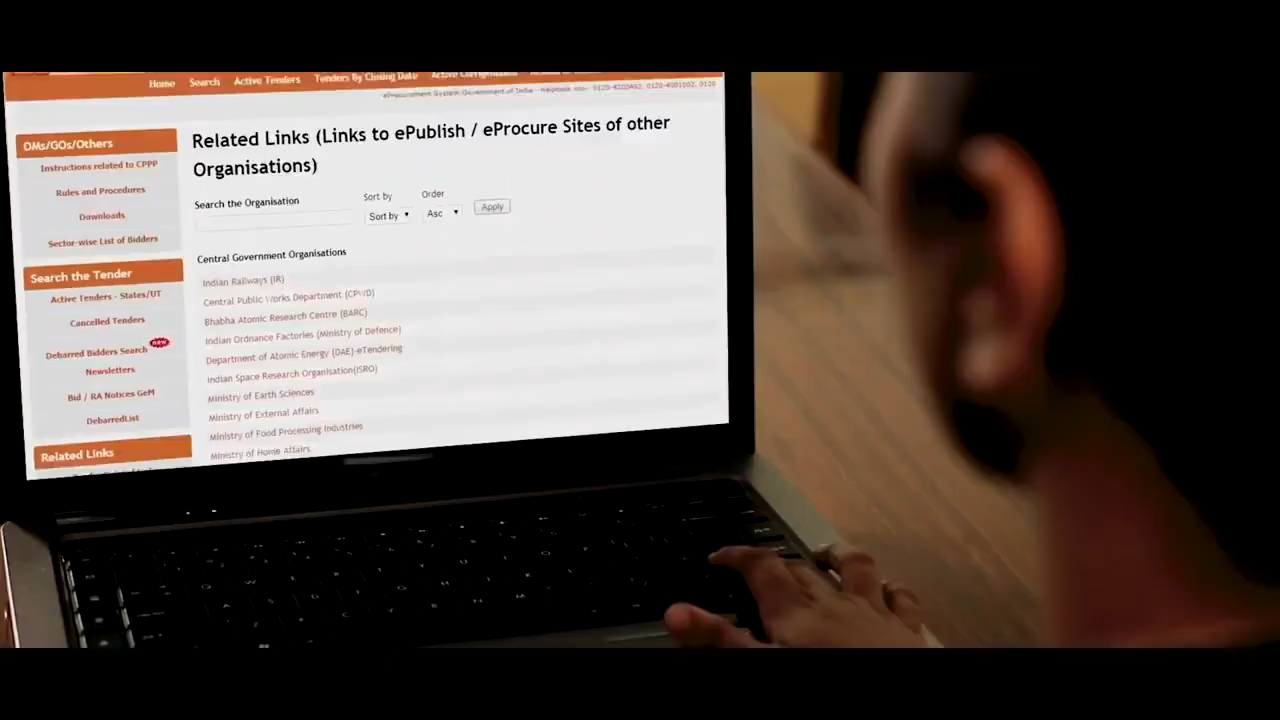 Home Search Active Tenders Tenders By Closing Date
eProcurement System Government of India - Helpdesk
OMs/GOs/Others
Instructions related to CPPP
Rules and Procedures
Downloads
Sector-wise List of Bidders
Search the Tender
Active Tenders - States/UT
Cancelled Tenders
Debarred Bidders Search new
Newsletters
Bid / RA Notices GeM
DebarredList
Related Links
Related Links (Links to ePublish / eProcure Sites of other
Organisations)
Sort by Order
Search the Organisation
Sort by Asc Apply
Central Government Organisations
Indian Railways (IR)
Central Public Works Department (CPWD)
Bhabha Atomic Research Centre (BARC)
Indian Ordnance Factories (Ministry of Defence)
Department of Atomic Energy (DAE)-eTendering
Indian Space Research Organisation(ISRO)
Ministry of Earth Sciences
Ministry of External Affairs
Ministry of Food Processing Industries
Ministry of Home Affairs